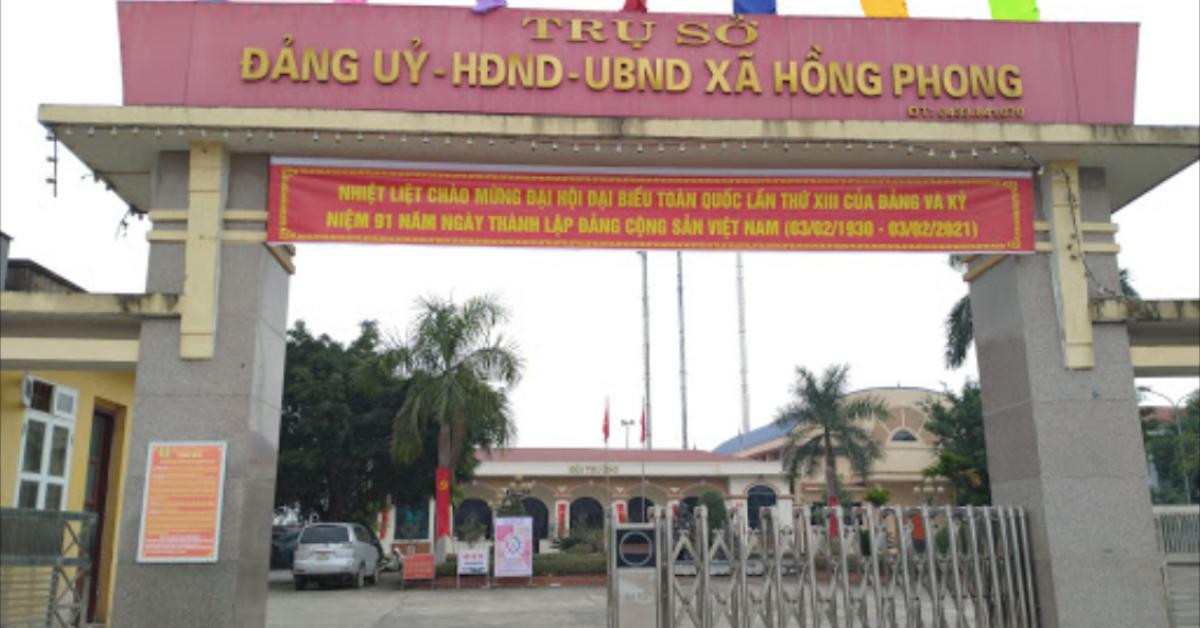 TRỤ SỞ
ĐẢNG UỶ - HĐND - UBND XÃ HỒNG PHONG
NHIỆT LIỆT CHÀO MỪNG ĐẠI HỘI ĐẠI BIỂU TOÀN QUỐC LẦN THỨ XIII CỦA ĐẢNG VÀ KỶ
NIỆM 91 NĂM NGÀY THÀNH LẬP ĐẢNG CỘNG SẢN VIỆT NAM (03/02/1930 - 03/02/2021)
HỘI TRƯỜNG